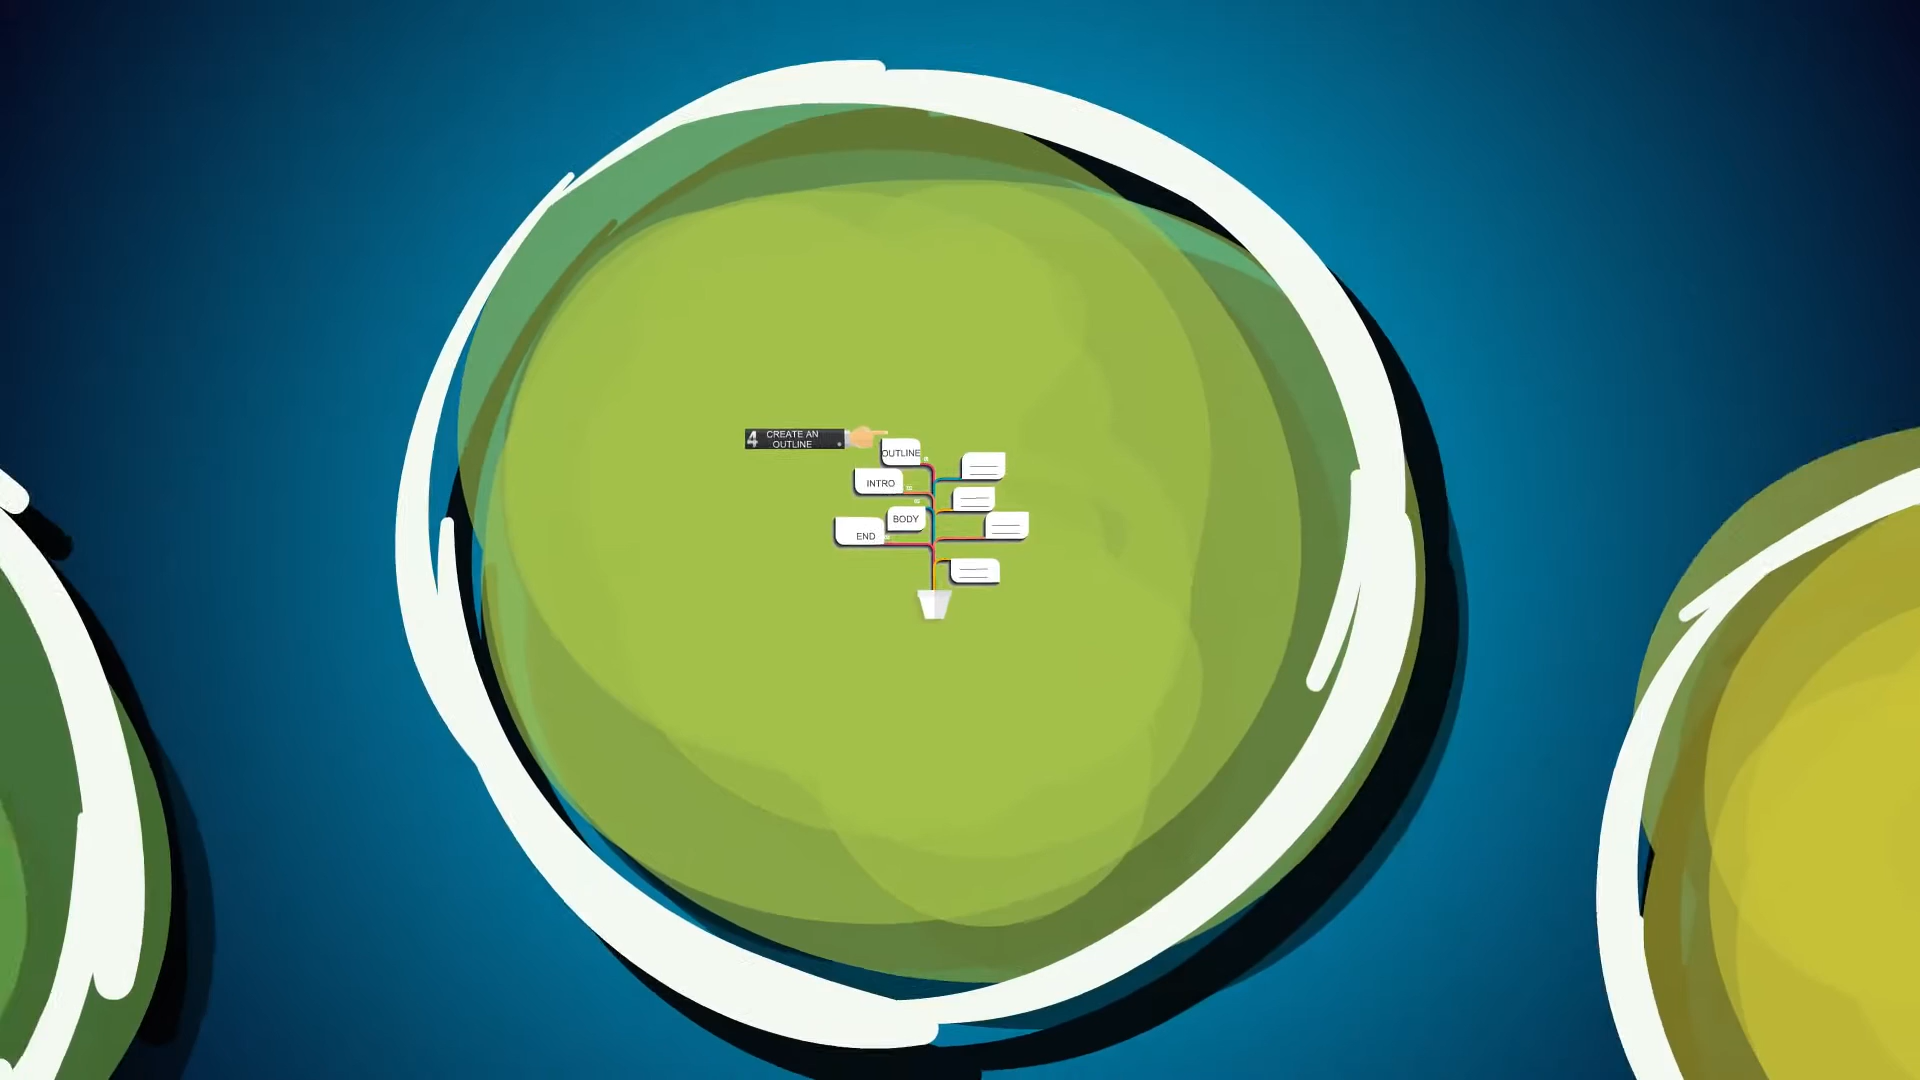 4 CREATE AN
OUTLINE
OUTLINE
INTRO
BODY
END